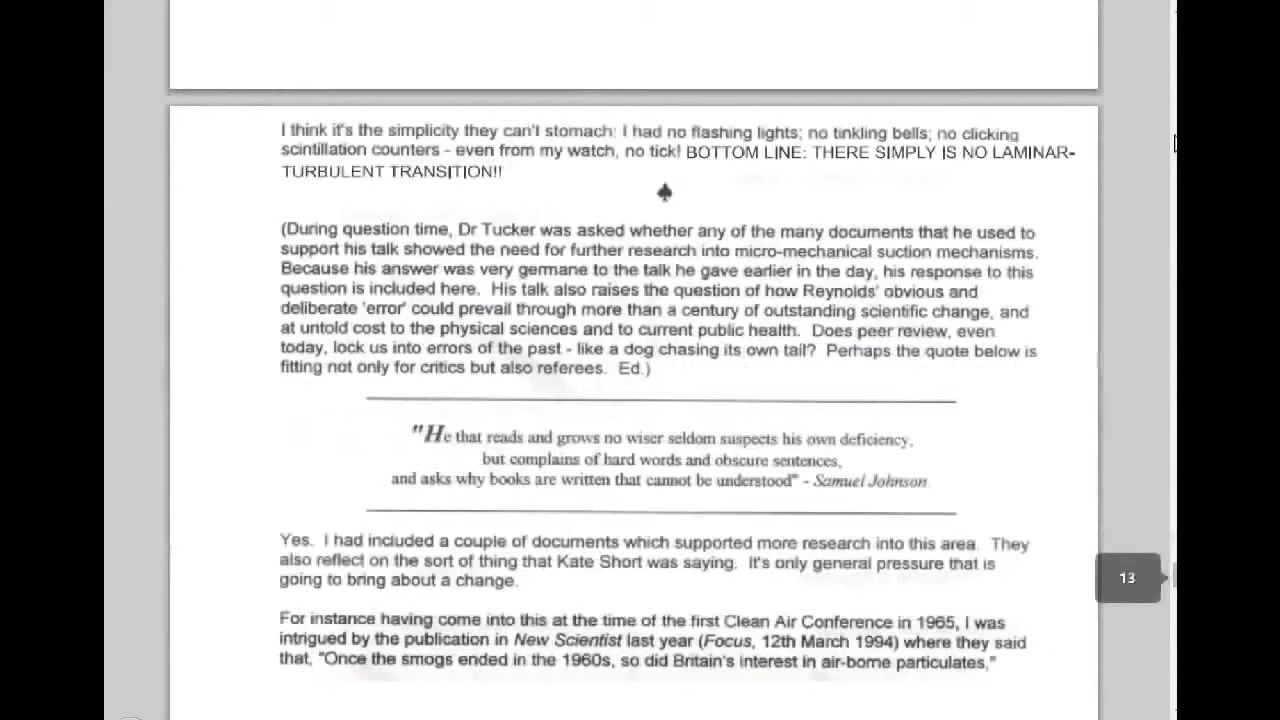 I think it's the simplicity they can't stomach: I had no flashing lights; no tinkling bells; no clicking
scintillation counters - even from my watch, no tick! BOTTOM LINE: THERE SIMPLY IS NO LAMINAR-
TURBULENT TRANSITION!!
(During question time, Dr Tucker was asked whether any of the many documents that he used to
support his talk showed the need for further research into micro-mechanical suction mechanisms.
Because his answer was very germane to the talk he gave earlier in the day, his response to this
question is included here. His talk also raises the question of how Reynolds' obvious and
deliberate 'error' could prevail through more than a century of outstanding scientific change, and
at untold cost to the physical sciences and to current public health. Does peer review, even
today, lock us into errors of the past - like a dog chasing its own tail? Perhaps the quote below is
fitting not only for critics but also referees. Ed.)
"He that reads and grows no wiser seldom suspects his own deficiency,
but complains of hard words and obscure sentences,
and asks why books are written that cannot be understood" - Samuel Johnson
Yes. I had included a couple of documents which supported more research into this area. They
also reflect on the sort of thing that Kate Short was saying. It's only general pressure that is
going to bring about a change.
13
For instance having come into this at the time of the first Clean Air Conference in 1965, I was
intrigued by the publication in New Scientist last year (Focus, 12th March 1994) where they said
that, "Once the smogs ended in the 1960s, so did Britain's interest in air-borne particulates,"